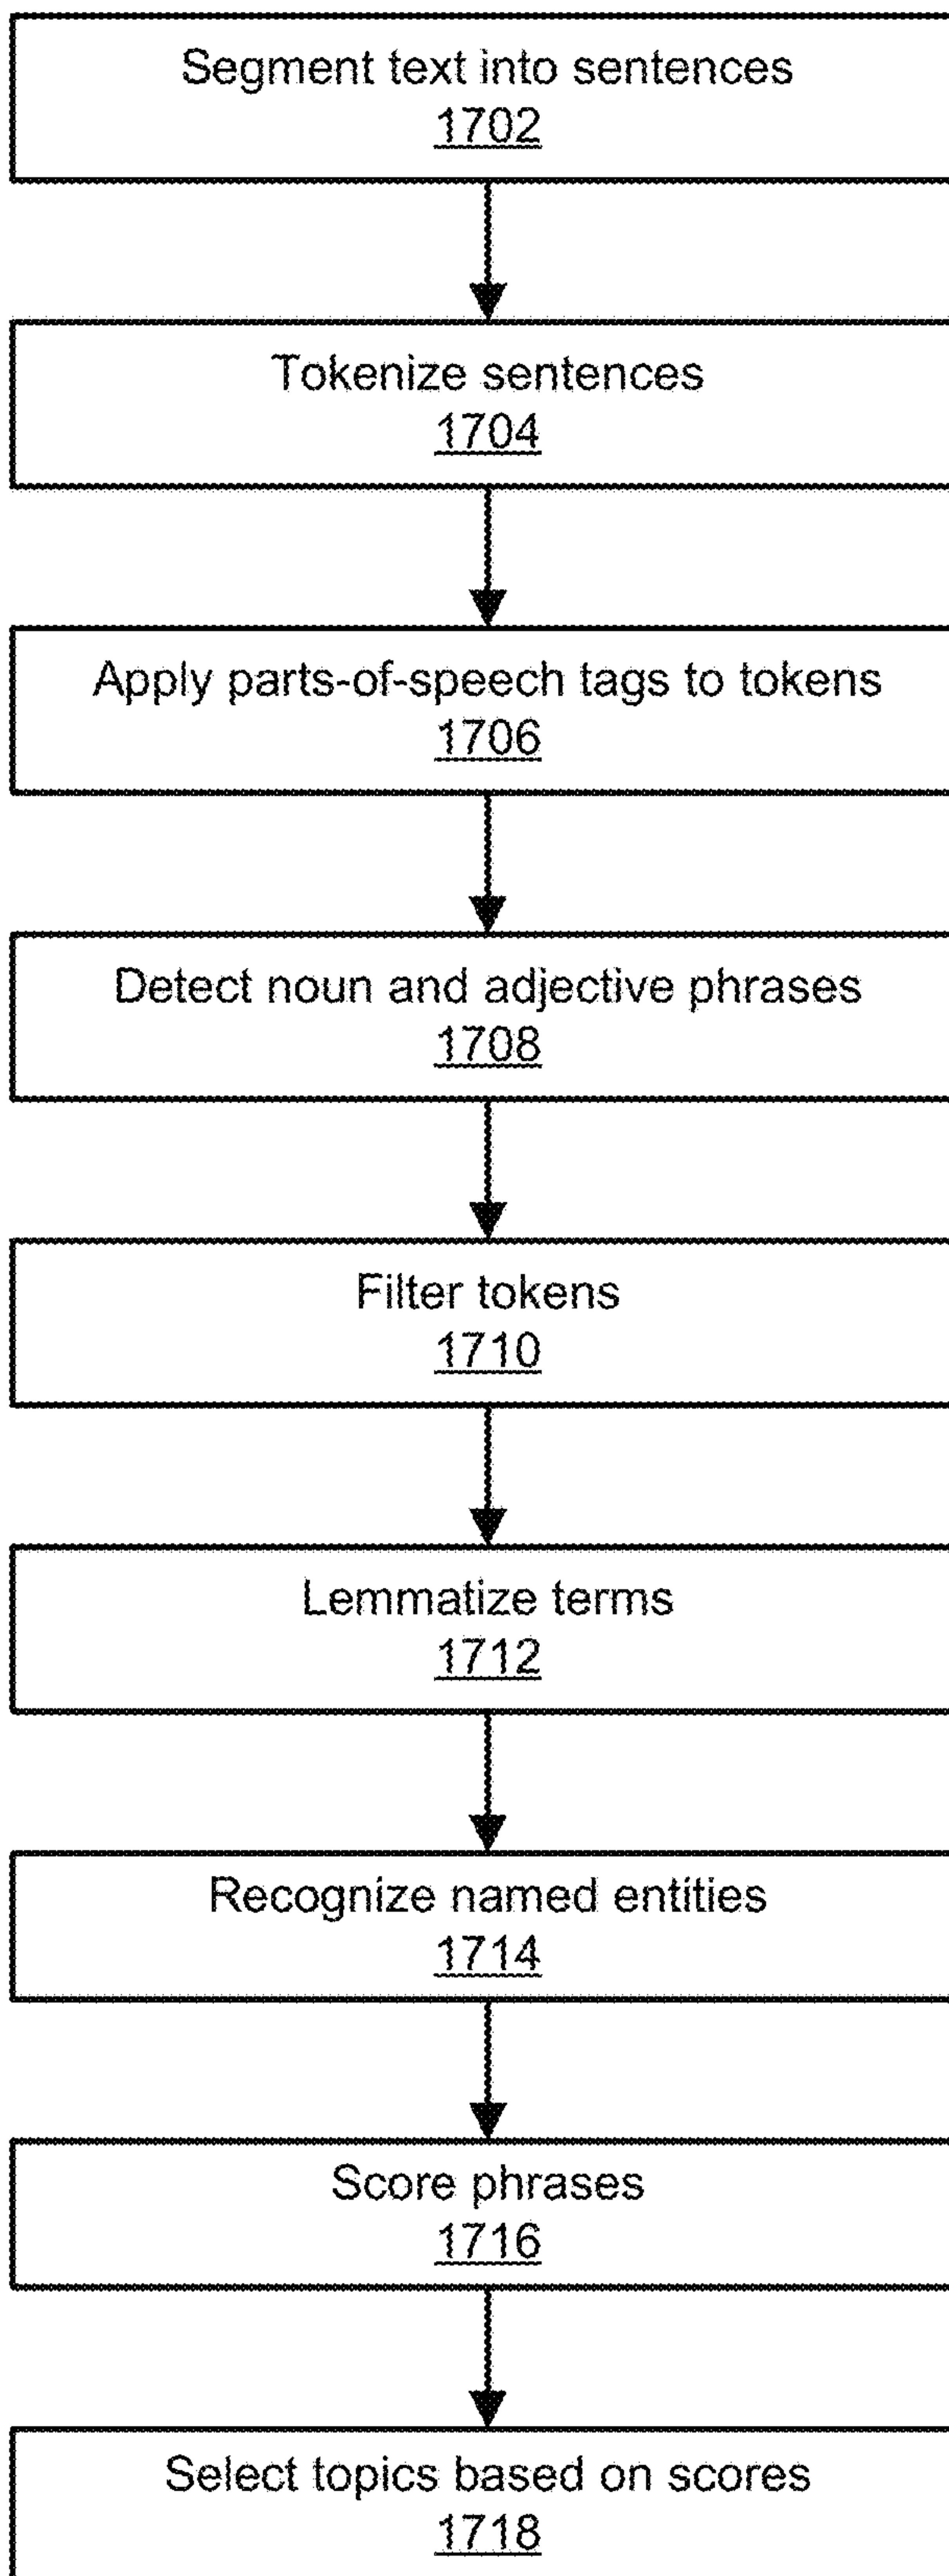 Segment text into sentences
1702
Tokenize sentences
1704
Apply parts-of-speech tags to tokens
1706
Detect noun and adjective phrases
1708
Filter tokens
1710
Lemmatize terms
1712
Recognize named entities
1714
Score phrases
1716
Select topics based on scores
1718